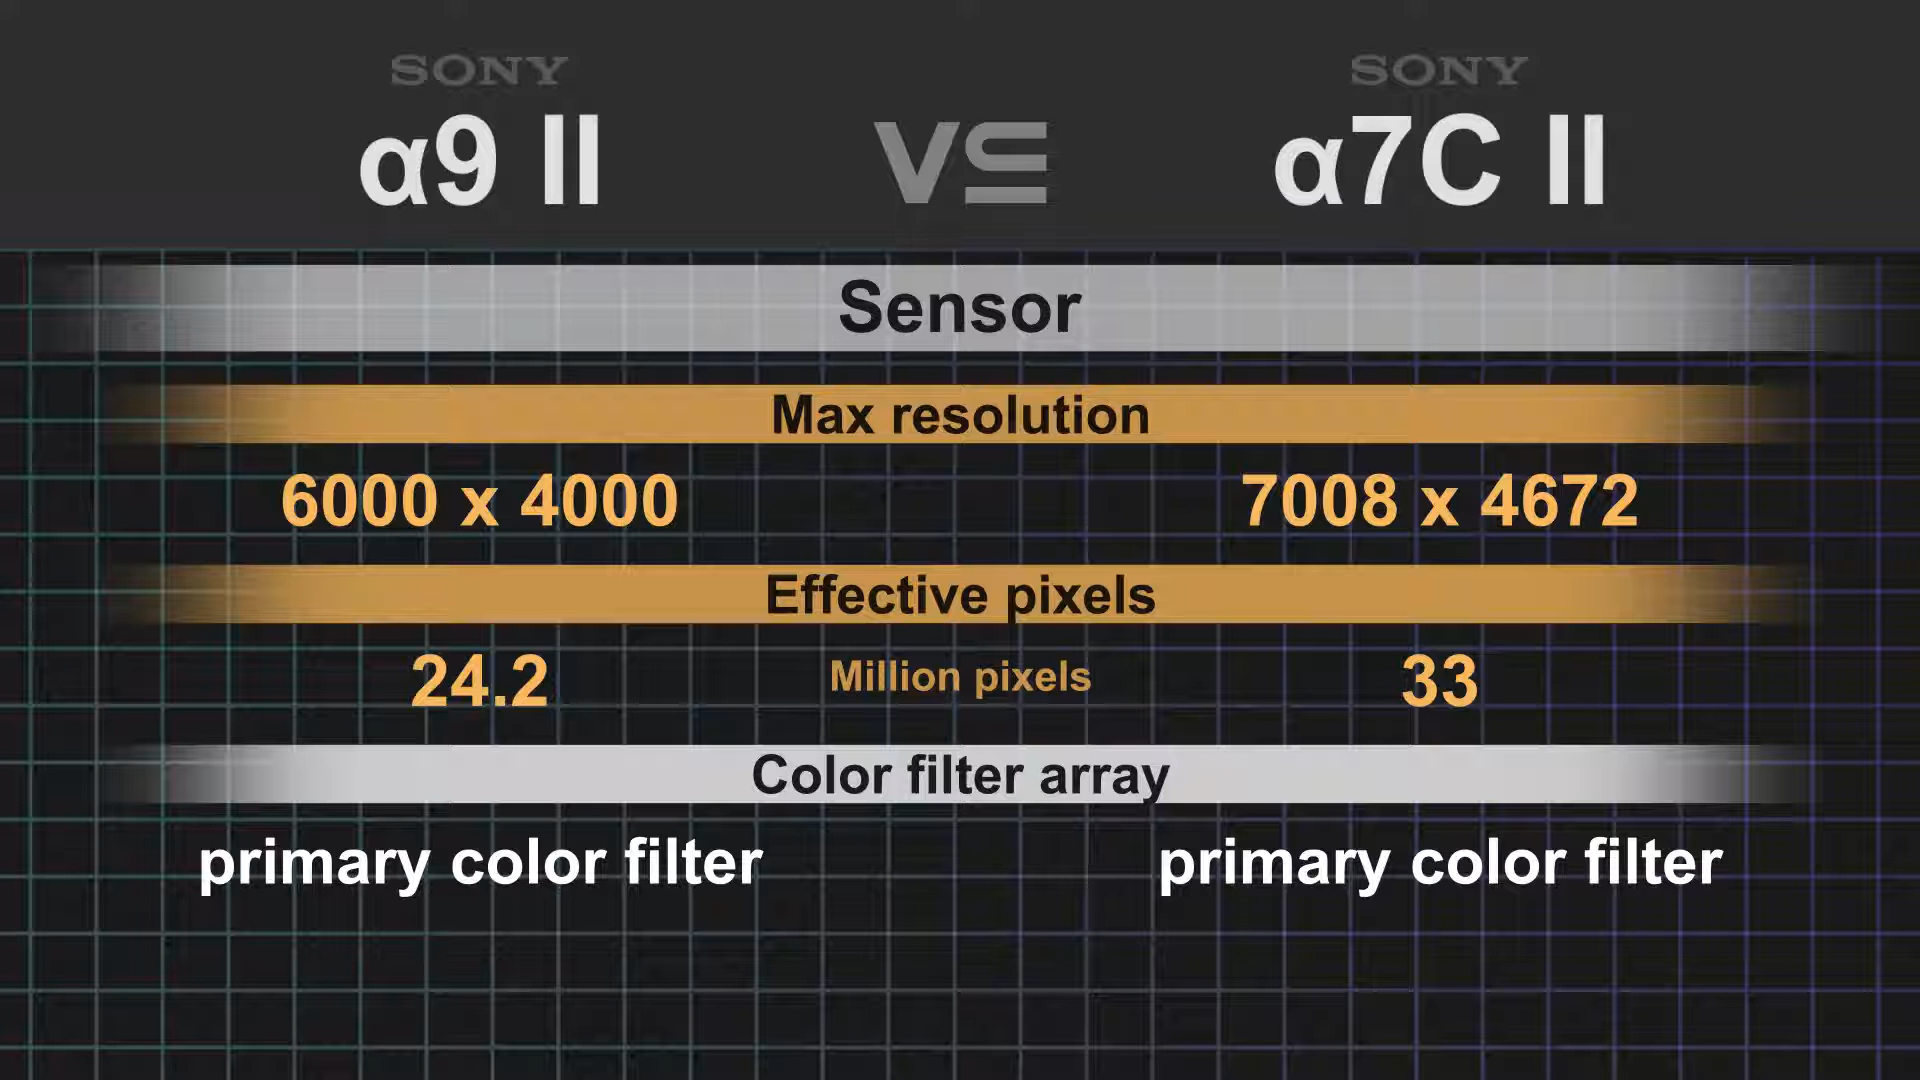 SONY
SONY
α9 II
VS
α7C II
Sensor
Max resolution
6000 x 4000
7008 x 4672
Effective pixels
24.2
Million pixels
33
Color filter array
primary color filter
primary color filter